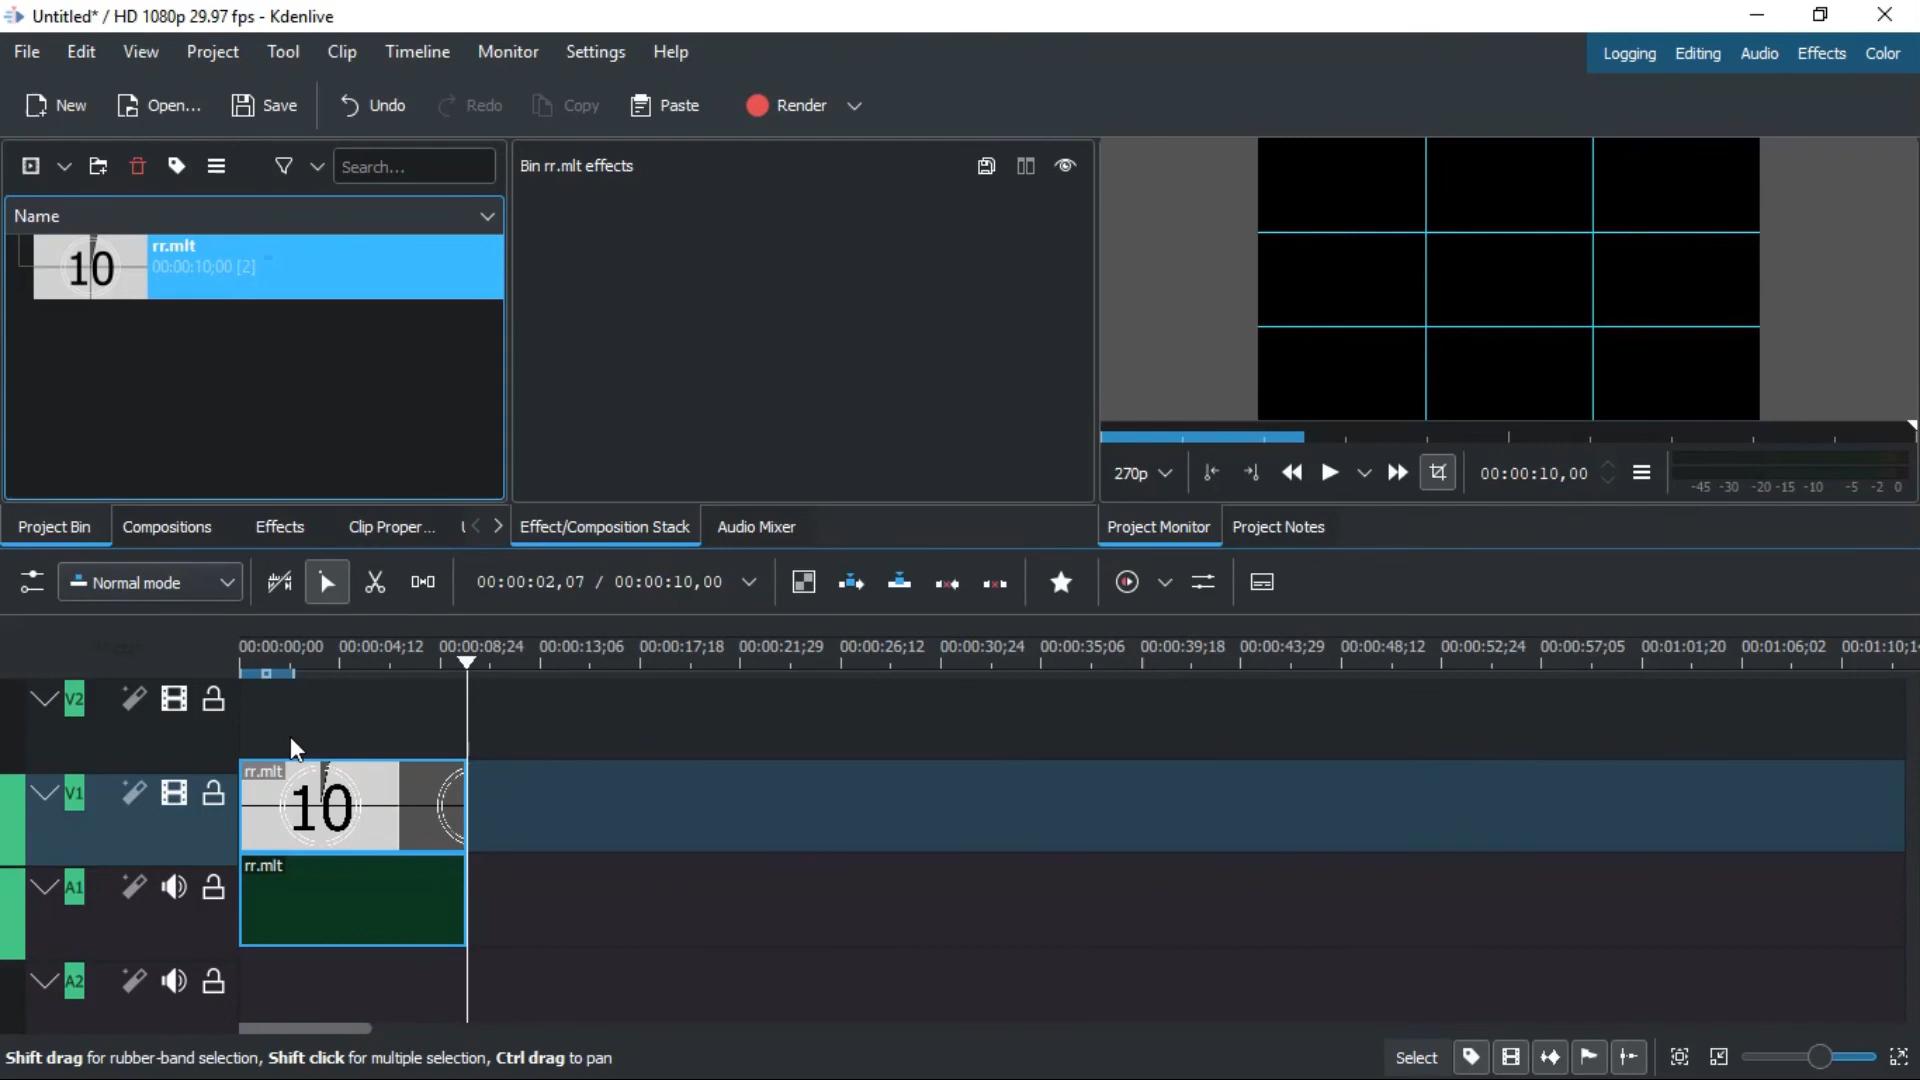 Untitled* / HD 1080p 29.97 fps - Kdenlive
File Edit View Project Tool Clip Timeline Monitor Settings Help
Logging Editing Audio Effects Color
New Open... Save Undo Redo Copy Paste Render
Search...
Bin rr.mlt effects
Name
rr.mlt
00:00:10;00 [2]
10
270p
00:00:10,00
-45 -30 -20 -15 -10 -5 -2 0
Project Bin Compositions Effects Clip Proper...
Effect/Composition Stack Audio Mixer
Project Monitor Project Notes
Normal mode
00:00:02,07 / 00:00:10,00
00:00:00;00 00:00:04;12 00:00:08;24 00:00:13;06 00:00:17;18 00:00:21;29 00:00:26;12 00:00:30;24 00:00:35;06 00:00:39;18 00:00:43;29 00:00:48;12 00:00:52;24 00:00:57;05 00:01:01;20 00:01:06;02 00:01:10;1
V2
V1
rr.mlt
10
A1
rr.mlt
A2
Shift drag for rubber-band selection, Shift click for multiple selection, Ctrl drag to pan
Select